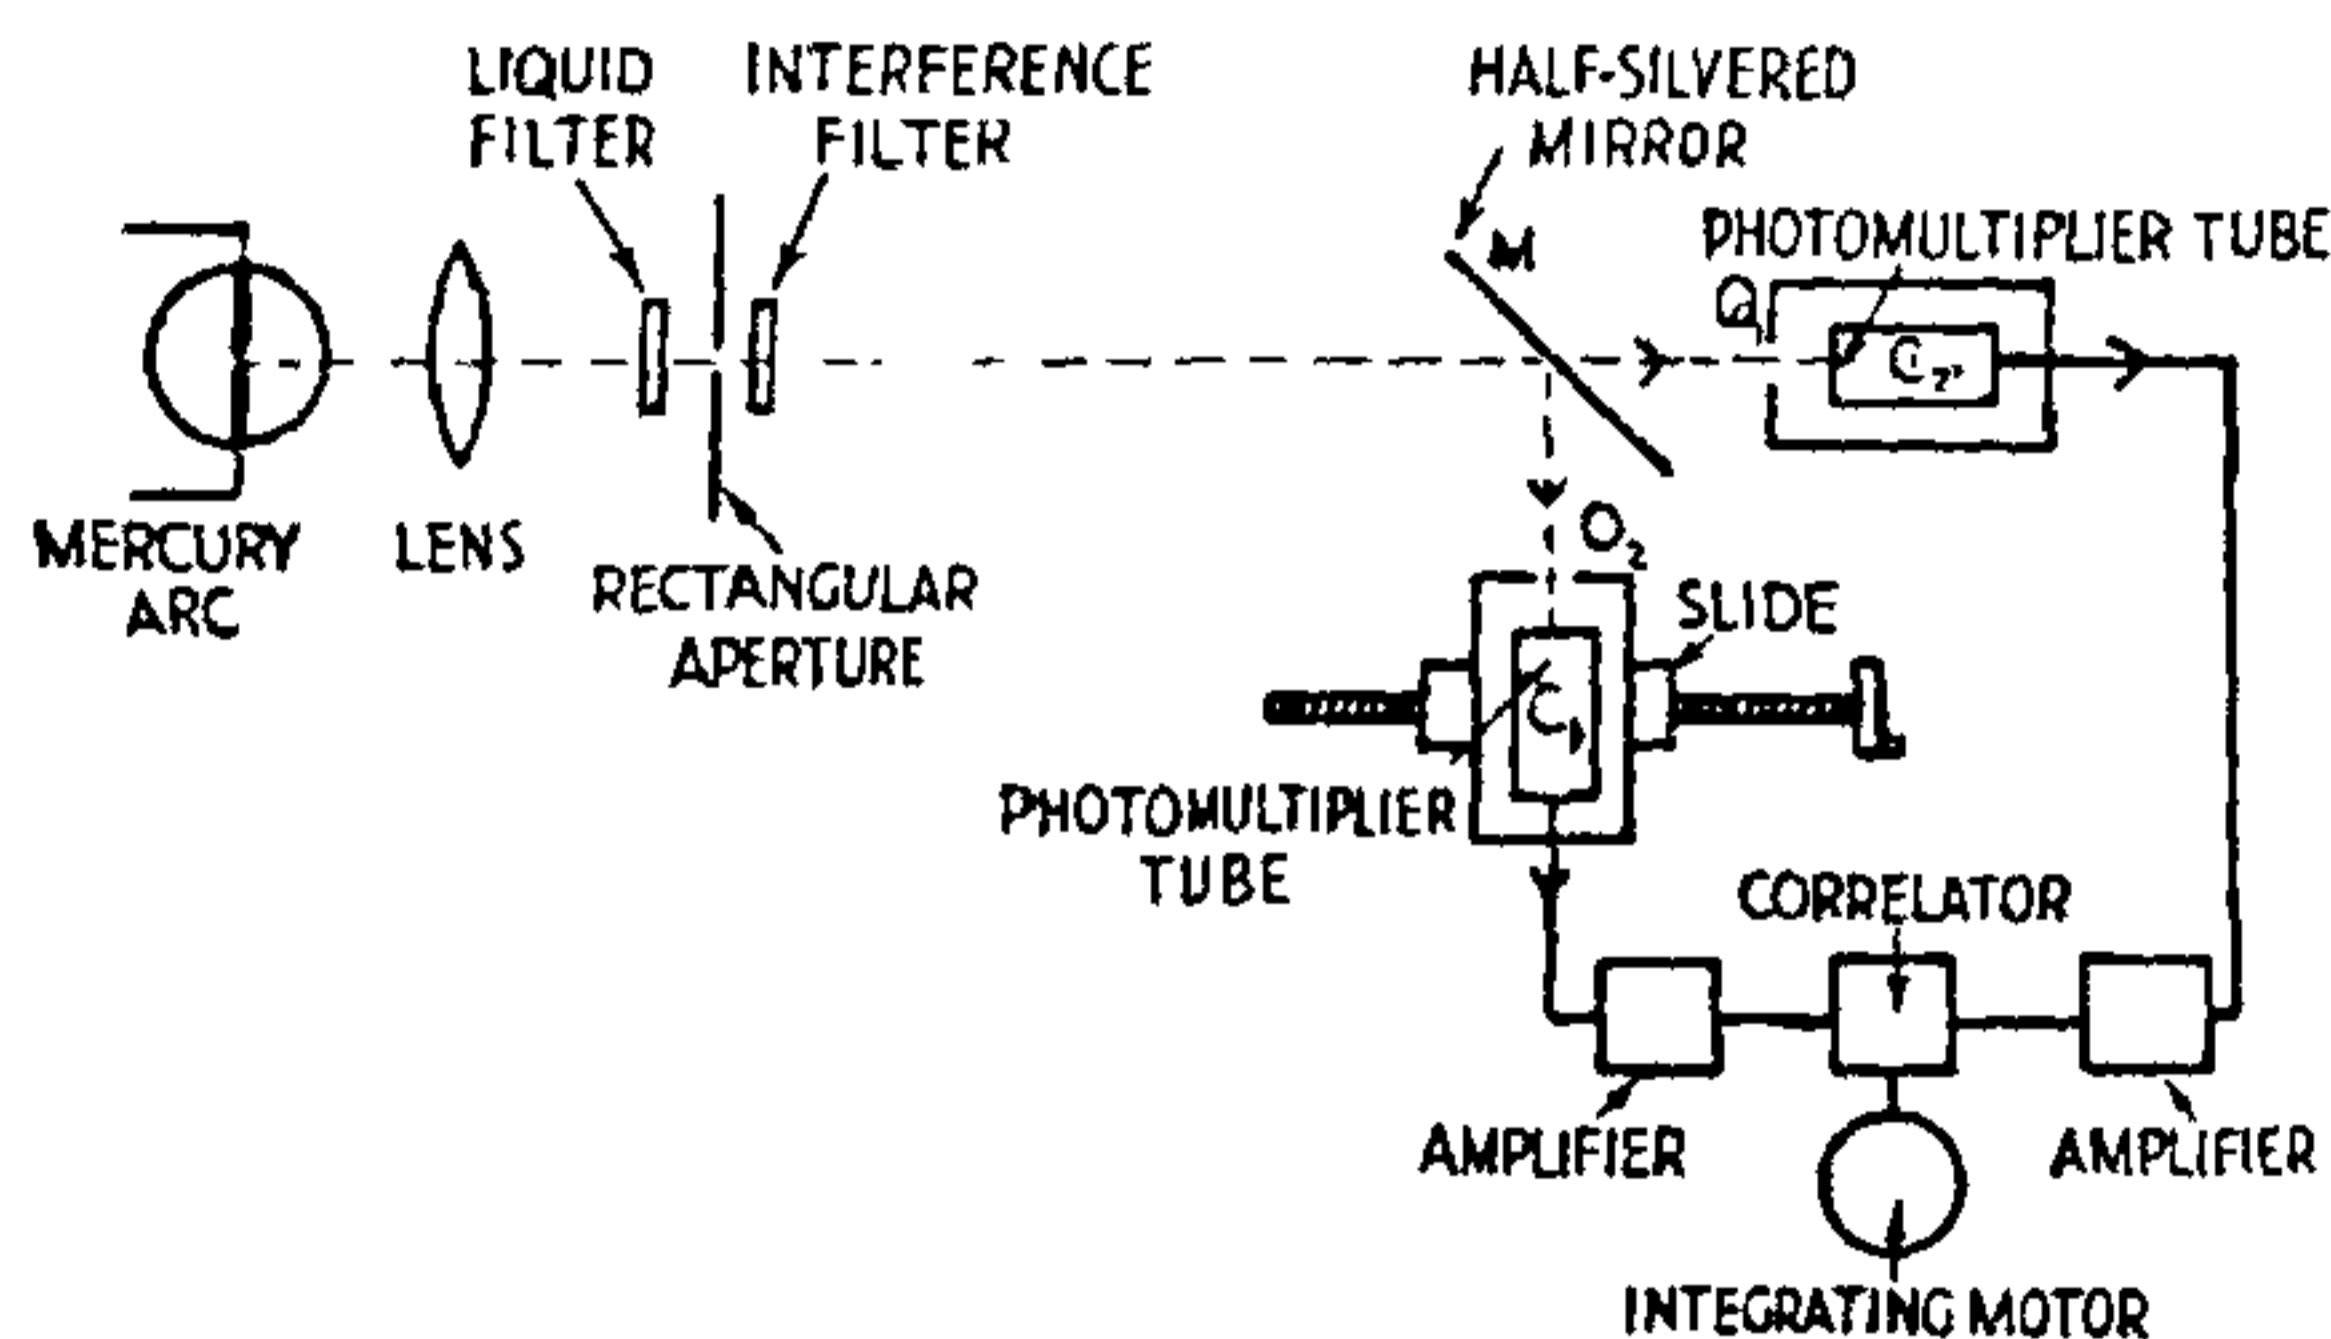 LIQUID
FILTER
INTERFERENCE
FILTER
HALF-SILVERED
MIRROR
M
PHOTOMULTIPLIER TUBE
C₂
MERCURY
ARC
LENS
RECTANGULAR
APERTURE
O₂
SLIDE
C₁
PHOTOMULTIPLIER
TUBE
CORRELATOR
AMPLIFIER
AMPLIFIER
INTEGRATING MOTOR